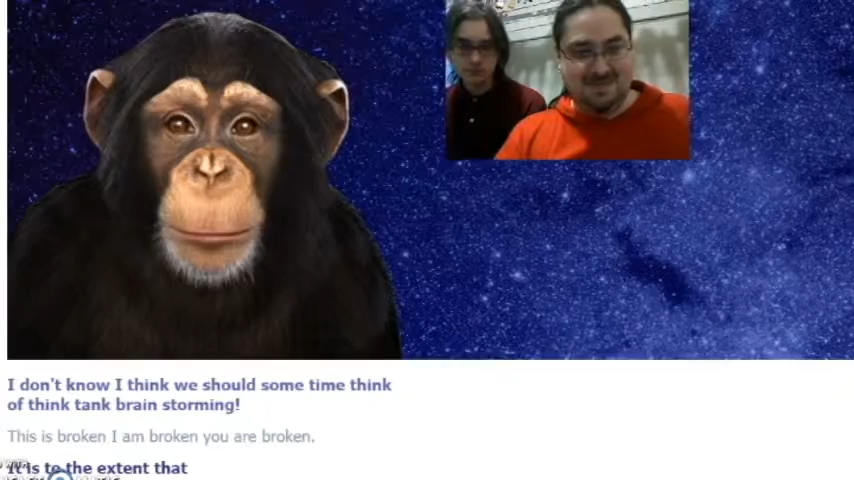 I don't know I think we should some time think
of think tank brain storming!
This is broken I am broken you are broken.
It is to the extent that